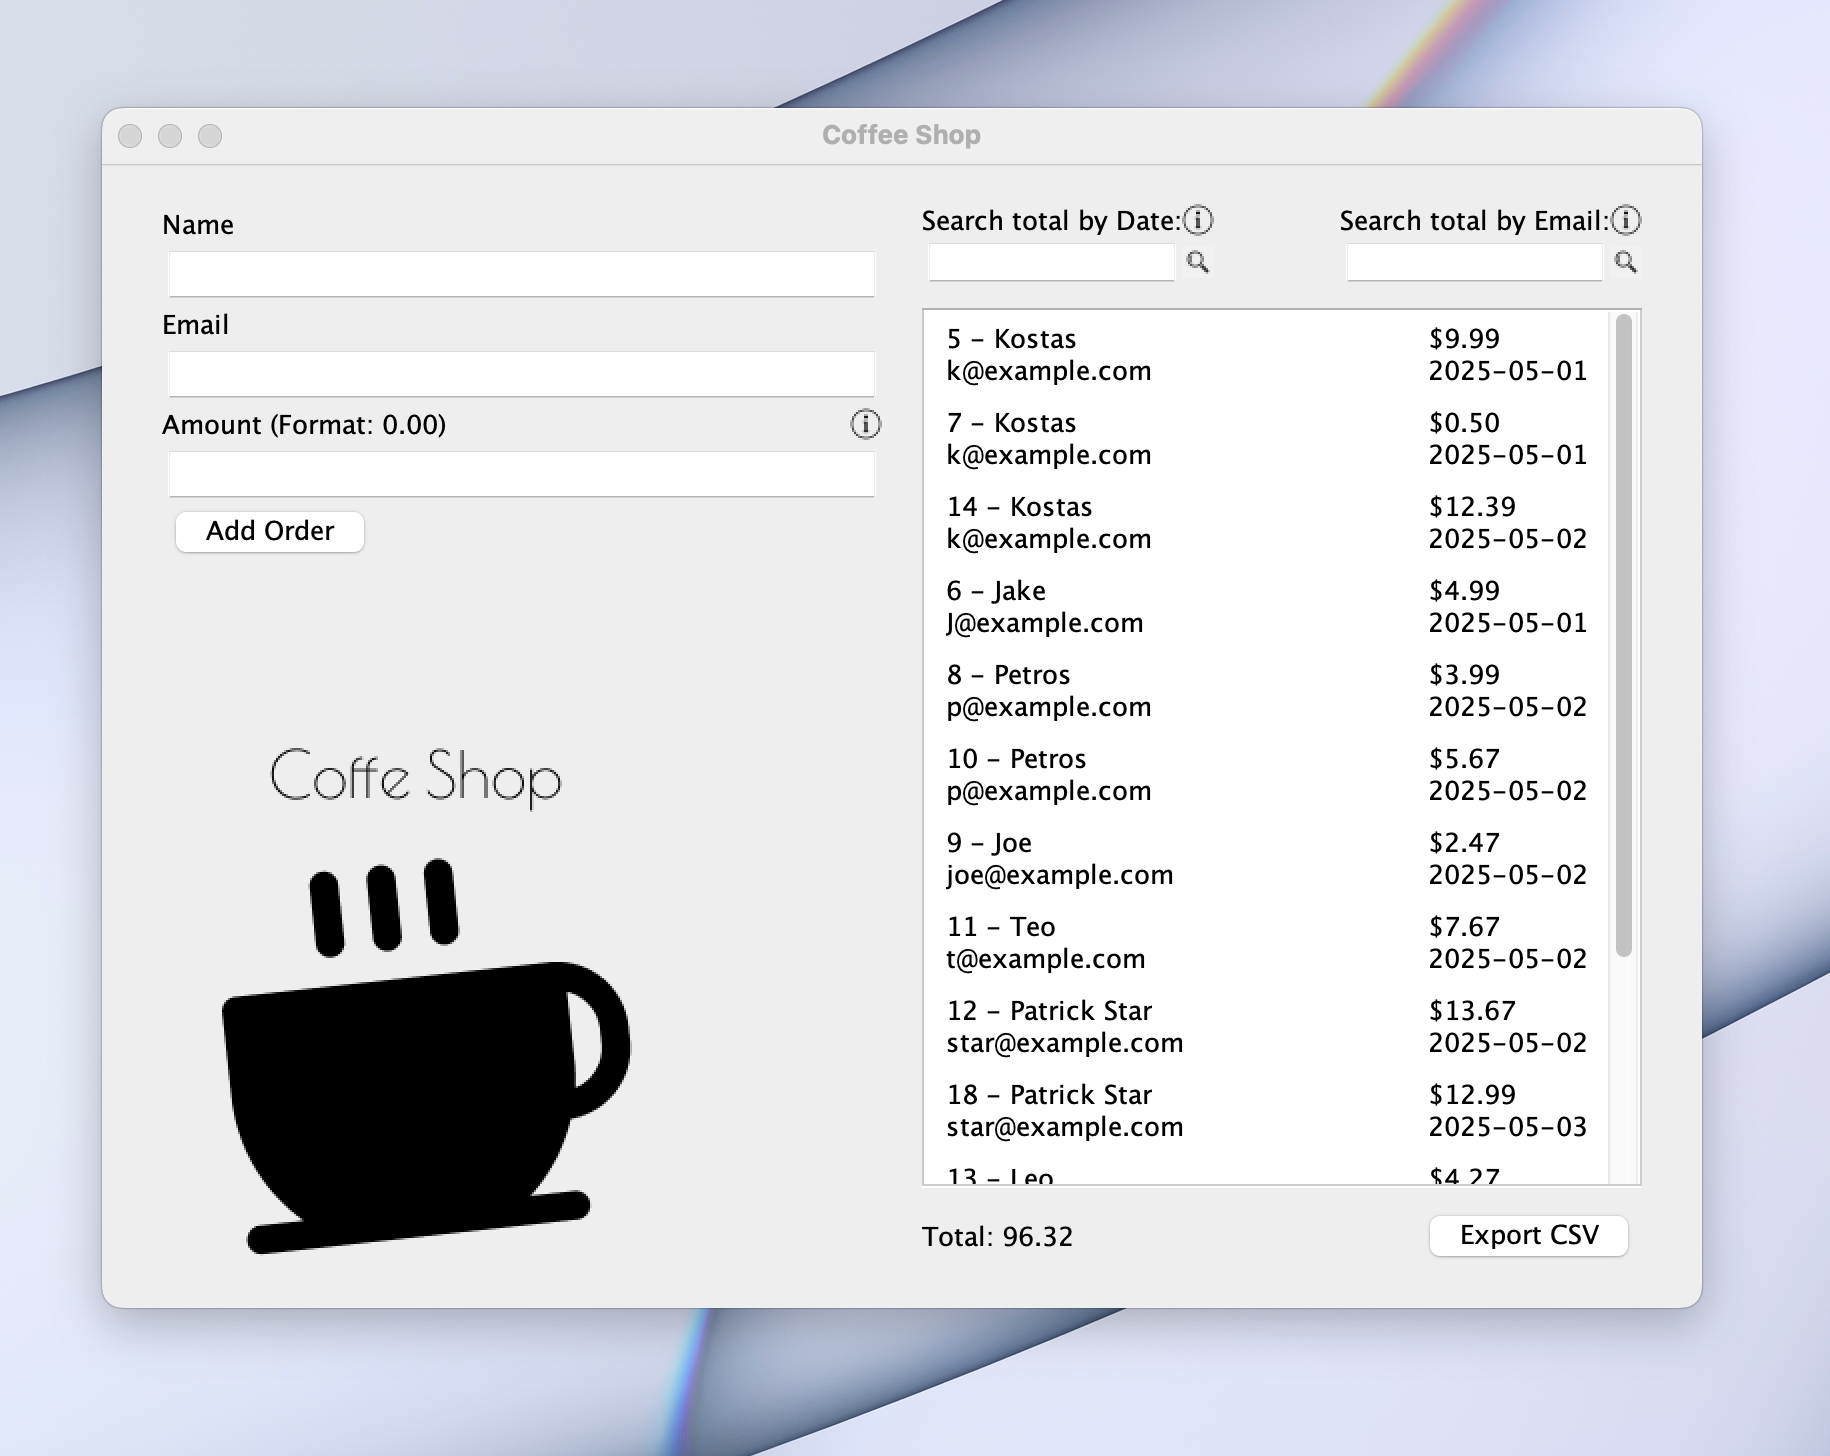 Coffee Shop
Name
Email
Amount (Format: 0.00)
Add Order
Coffe Shop
Search total by Date:
Search total by Email:
5 – Kostas $9.99
k@example.com 2025-05-01
7 – Kostas $0.50
k@example.com 2025-05-01
14 – Kostas $12.39
k@example.com 2025-05-02
6 – Jake $4.99
J@example.com 2025-05-01
8 – Petros $3.99
p@example.com 2025-05-02
10 – Petros $5.67
p@example.com 2025-05-02
9 – Joe $2.47
joe@example.com 2025-05-02
11 – Teo $7.67
t@example.com 2025-05-02
12 – Patrick Star $13.67
star@example.com 2025-05-02
18 – Patrick Star $12.99
star@example.com 2025-05-03
13 – Leo $4.27
Total: 96.32
Export CSV